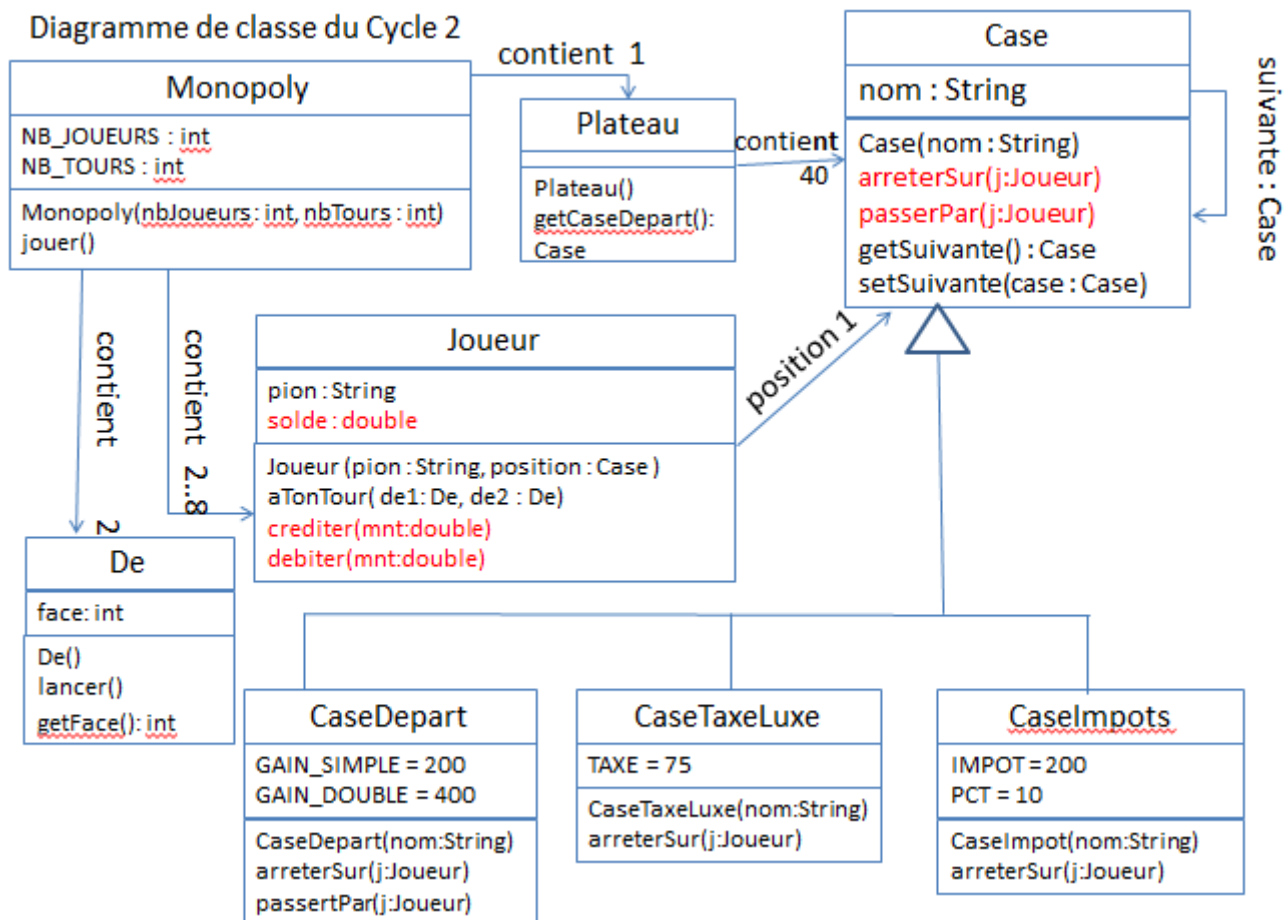 Diagramme de classe du Cycle 2
contient 1
Monopoly
NB_JOUEURS : int
NB_TOURS : int
Monopoly(nbJoueurs: int, nbTours : int)
jouer()
Plateau
Plateau()
getCaseDepart():
Case
contient
40
Case
nom : String
Case(nom : String)
arreterSur(j:Joueur)
passerPar(j:Joueur)
getSuivante() : Case
setSuivante(case : Case)
suivante : Case
contient
2
contient 2..8
Joueur
pion : String
solde : double
Joueur (pion : String, position : Case )
aTonTour( de1: De, de2 : De)
crediter(mnt:double)
debiter(mnt:double)
position 1
De
face: int
De()
lancer()
getFace(): int
CaseDepart
GAIN_SIMPLE = 200
GAIN_DOUBLE = 400
CaseDepart(nom:String)
arreterSur(j:Joueur)
passertPar(j:Joueur)
CaseTaxeLuxe
TAXE = 75
CaseTaxeLuxe(nom:String)
arreterSur(j:Joueur)
CaseImpots
IMPOT = 200
PCT = 10
CaseImpot(nom:String)
arreterSur(j:Joueur)